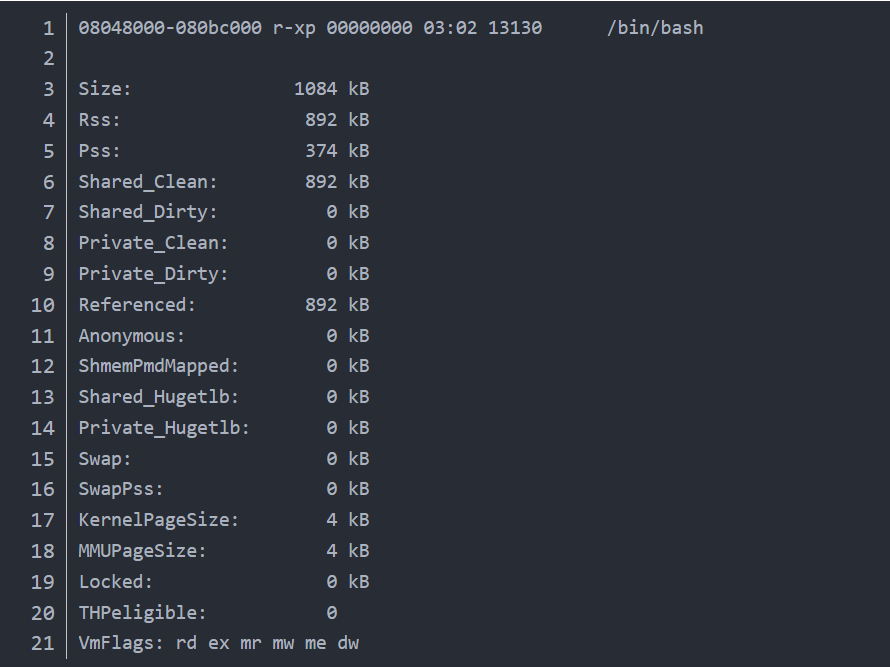 1 08048000-080bc000 r-xp 00000000 03:02 13130      /bin/bash
2
3 Size:               1084 kB
4 Rss:                 892 kB
5 Pss:                 374 kB
6 Shared_Clean:        892 kB
7 Shared_Dirty:          0 kB
8 Private_Clean:         0 kB
9 Private_Dirty:         0 kB
10 Referenced:          892 kB
11 Anonymous:             0 kB
12 ShmemPmdMapped:        0 kB
13 Shared_Hugetlb:        0 kB
14 Private_Hugetlb:       0 kB
15 Swap:                  0 kB
16 SwapPss:               0 kB
17 KernelPageSize:        4 kB
18 MMUPageSize:           4 kB
19 Locked:                0 kB
20 THPeligible:           0
21 VmFlags: rd ex mr mw me dw